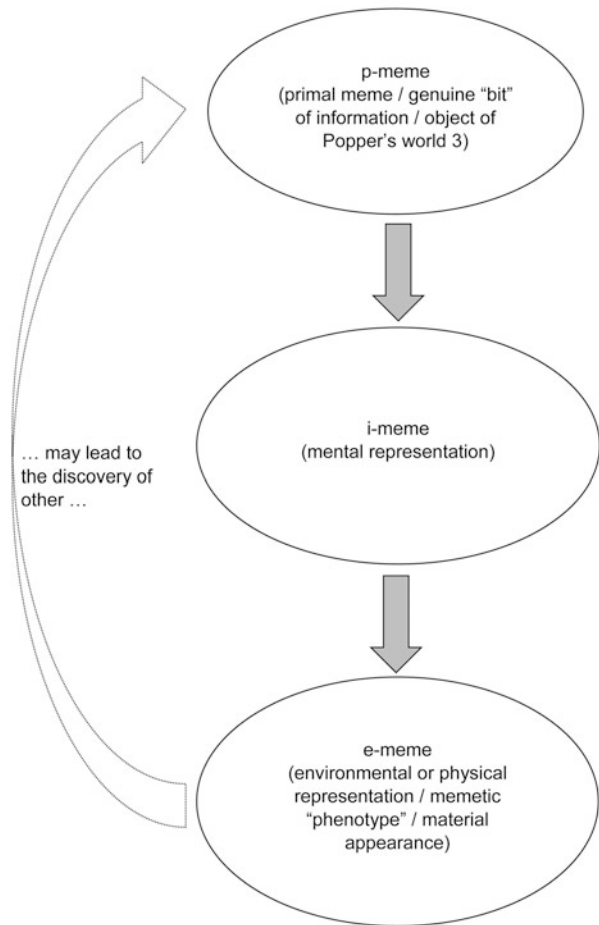 p-meme
(primal meme / genuine “bit”
of information / object of
Popper’s world 3)
i-meme
(mental representation)
… may lead to
the discovery of
other …
e-meme
(environmental or physical
representation / memetic
“phenotype” / material
appearance)